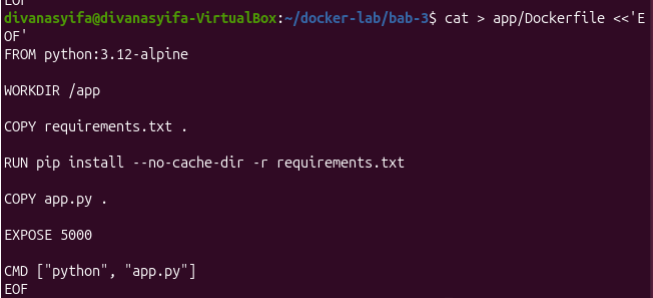 EOF
divanasyifa@divanasyifa-VirtualBox:~/docker-lab/bab-3$ cat > app/Dockerfile <<'E
OF'
FROM python:3.12-alpine
WORKDIR /app
COPY requirements.txt .
RUN pip install --no-cache-dir -r requirements.txt
COPY app.py .
EXPOSE 5000
CMD ["python", "app.py"]
EOF